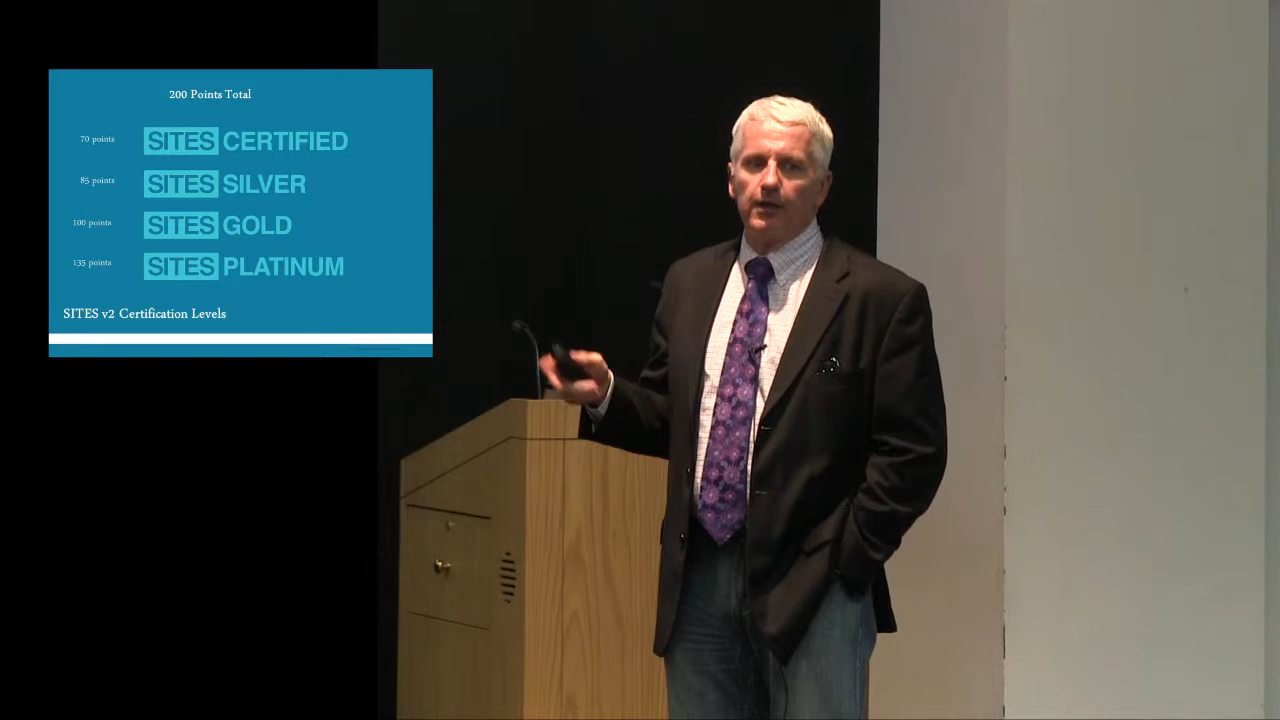 200 Points Total
70 points SITES CERTIFIED
85 points SITES SILVER
100 points SITES GOLD
135 points SITES PLATINUM
SITES v2 Certification Levels